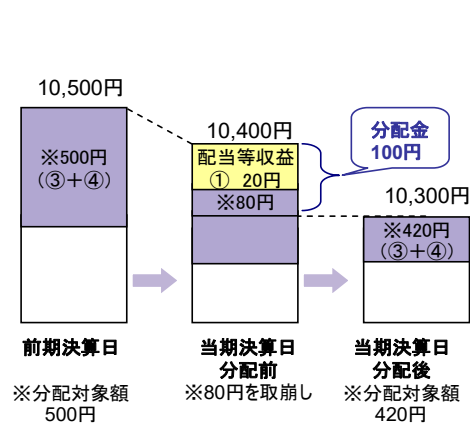 10,500円
※500円
(③+④)
前期決算日
※分配対象額
500円
10,400円
配当等収益
① 20円
※80円
当期決算日
分配前
※80円を取崩し
分配金
100円
10,300円
※420円
(③+④)
当期決算日
分配後
※分配対象額
420円